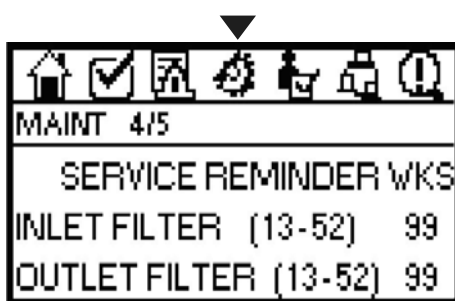 MAINT 4/5
SERVICE REMINDER WKS
INLET FILTER (13-52) 99
OUTLET FILTER (13-52) 99